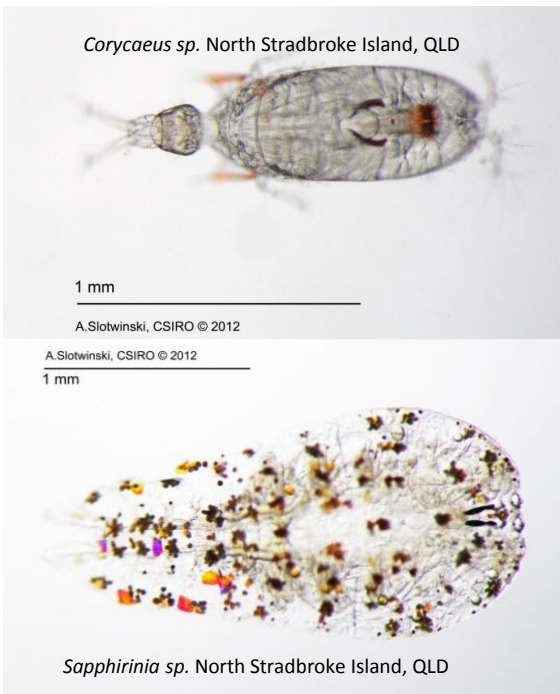 Corycaeus sp. North Stradbroke Island, QLD
1 mm
A.Slotwinski, CSIRO © 2012
A.Slotwinski, CSIRO © 2012
1 mm
Sapphirinia sp. North Stradbroke Island, QLD